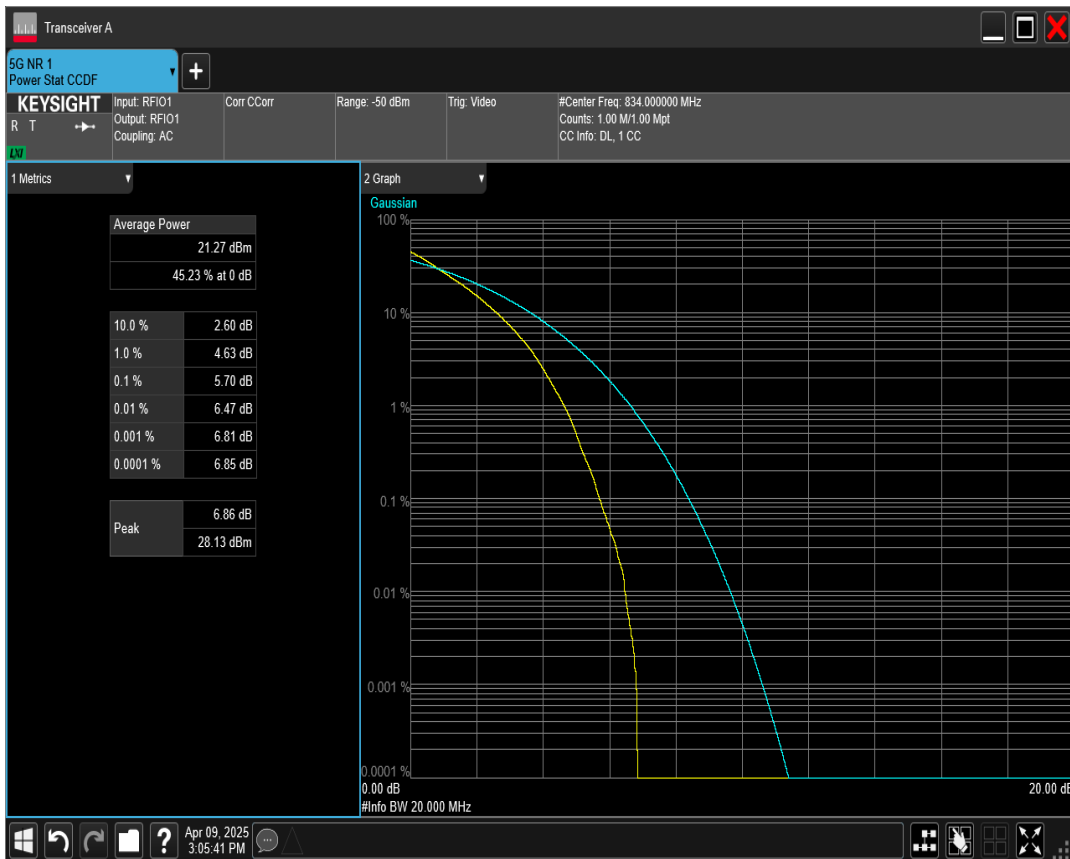 Transceiver A
5G NR 1
Power Stat CCDF
+
KEYSIGHT
R T
LXI
Input: RFIO1
Output: RFIO1
Coupling: AC
Corr CCorr
Range: -50 dBm
Trig: Video
#Center Freq: 834.000000 MHz
Counts: 1.00 M/1.00 Mpt
CC Info: DL, 1 CC
1 Metrics
Average Power
21.27 dBm
45.23 % at 0 dB
10.0 % 2.60 dB
1.0 % 4.63 dB
0.1 % 5.70 dB
0.01 % 6.47 dB
0.001 % 6.81 dB
0.0001 % 6.85 dB
Peak
6.86 dB
28.13 dBm
2 Graph
Gaussian
100 %
10 %
1 %
0.1 %
0.01 %
0.001 %
0.0001 %
0.00 dB 20.00 dB
#Info BW 20.000 MHz
?
Apr 09, 2025
3:05:41 PM